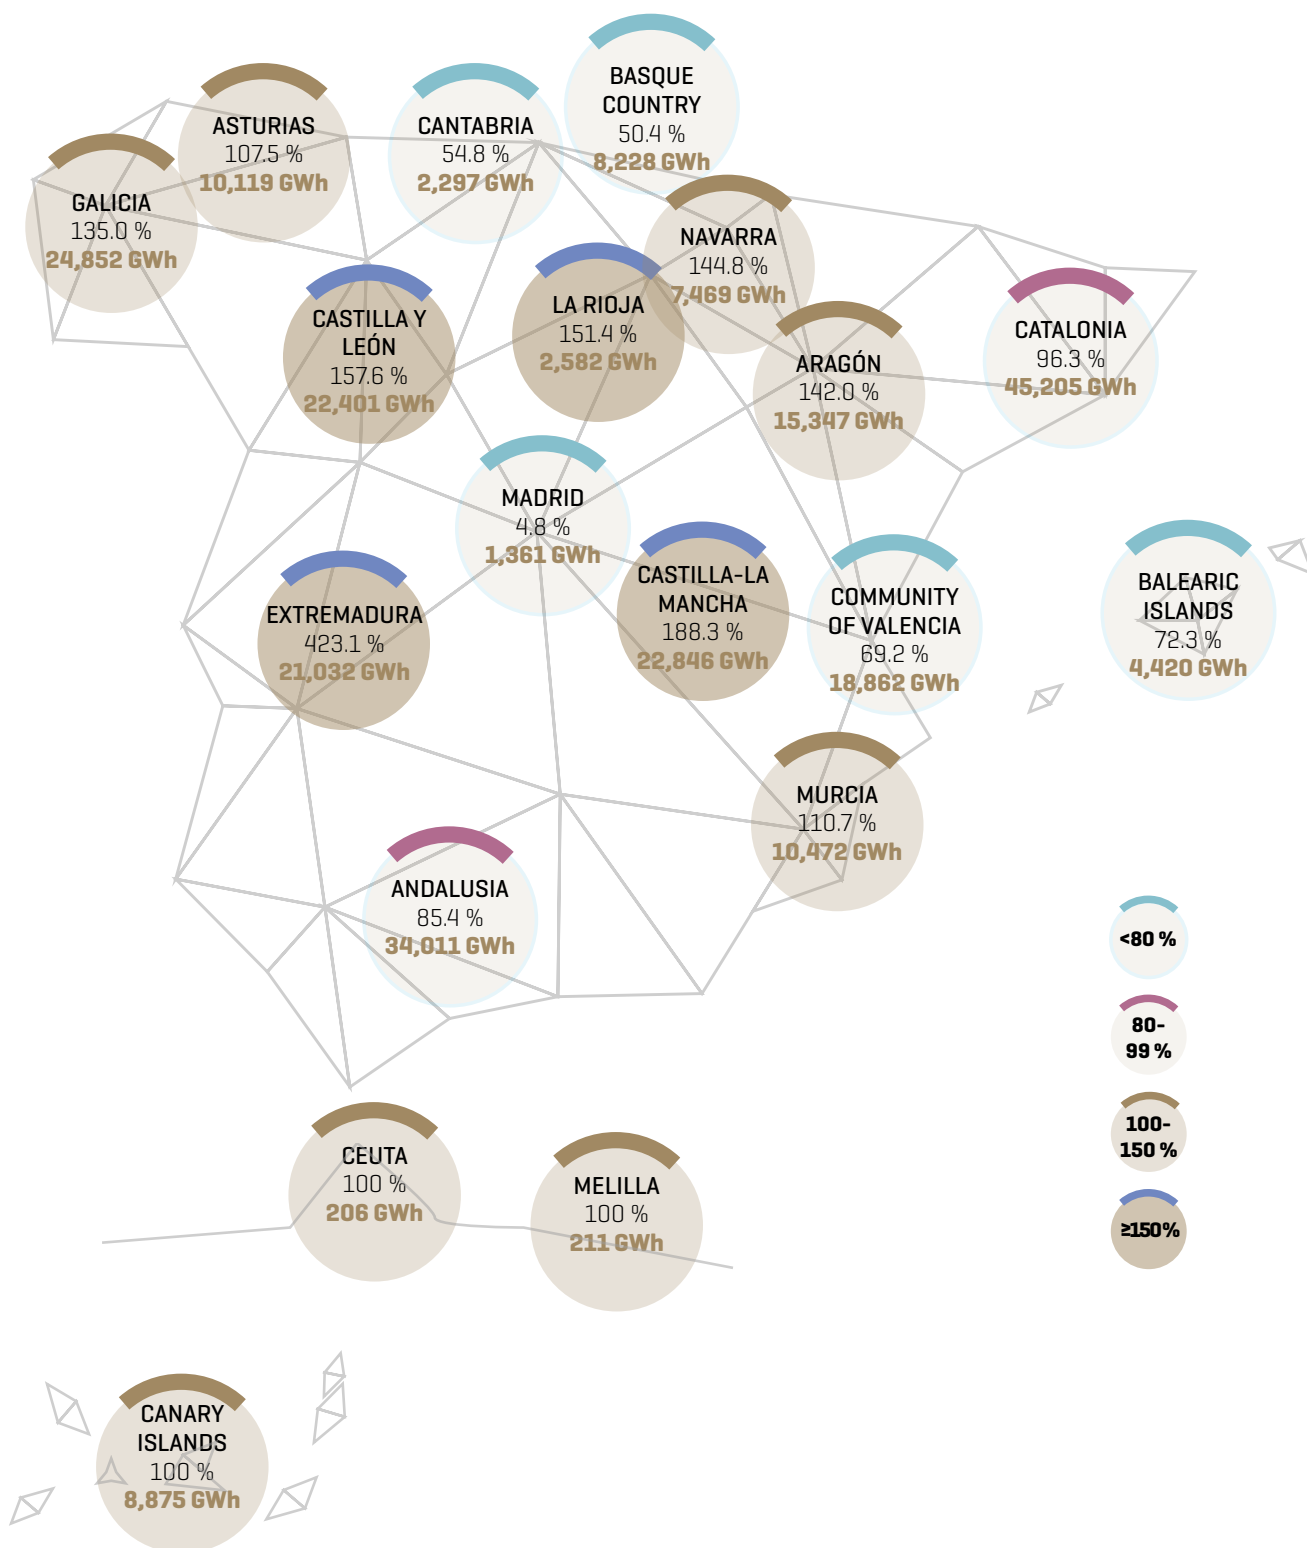 BASQUE
COUNTRY
50.4 %
8,228 GWh
ASTURIAS
107.5 %
10,119 GWh
CANTABRIA
54.8 %
2,297 GWh
GALICIA
135.0 %
24,852 GWh
NAVARRA
144.8 %
7,469 GWh
LA RIOJA
151.4 %
2,582 GWh
CASTILLA Y
LEÓN
157.6 %
22,401 GWh
ARAGÓN
142.0 %
15,347 GWh
CATALONIA
96.3 %
45,205 GWh
MADRID
4.8 %
1,361 GWh
EXTREMADURA
423.1 %
21,032 GWh
CASTILLA-LA
MANCHA
188.3 %
22,846 GWh
COMMUNITY
OF VALENCIA
69.2 %
18,862 GWh
BALEARIC
ISLANDS
72.3 %
4,420 GWh
MURCIA
110.7 %
10,472 GWh
ANDALUSIA
85.4 %
34,011 GWh
<80 %
80-
99 %
100-
150 %
≥150%
CEUTA
100 %
206 GWh
MELILLA
100 %
211 GWh
CANARY
ISLANDS
100 %
8,875 GWh